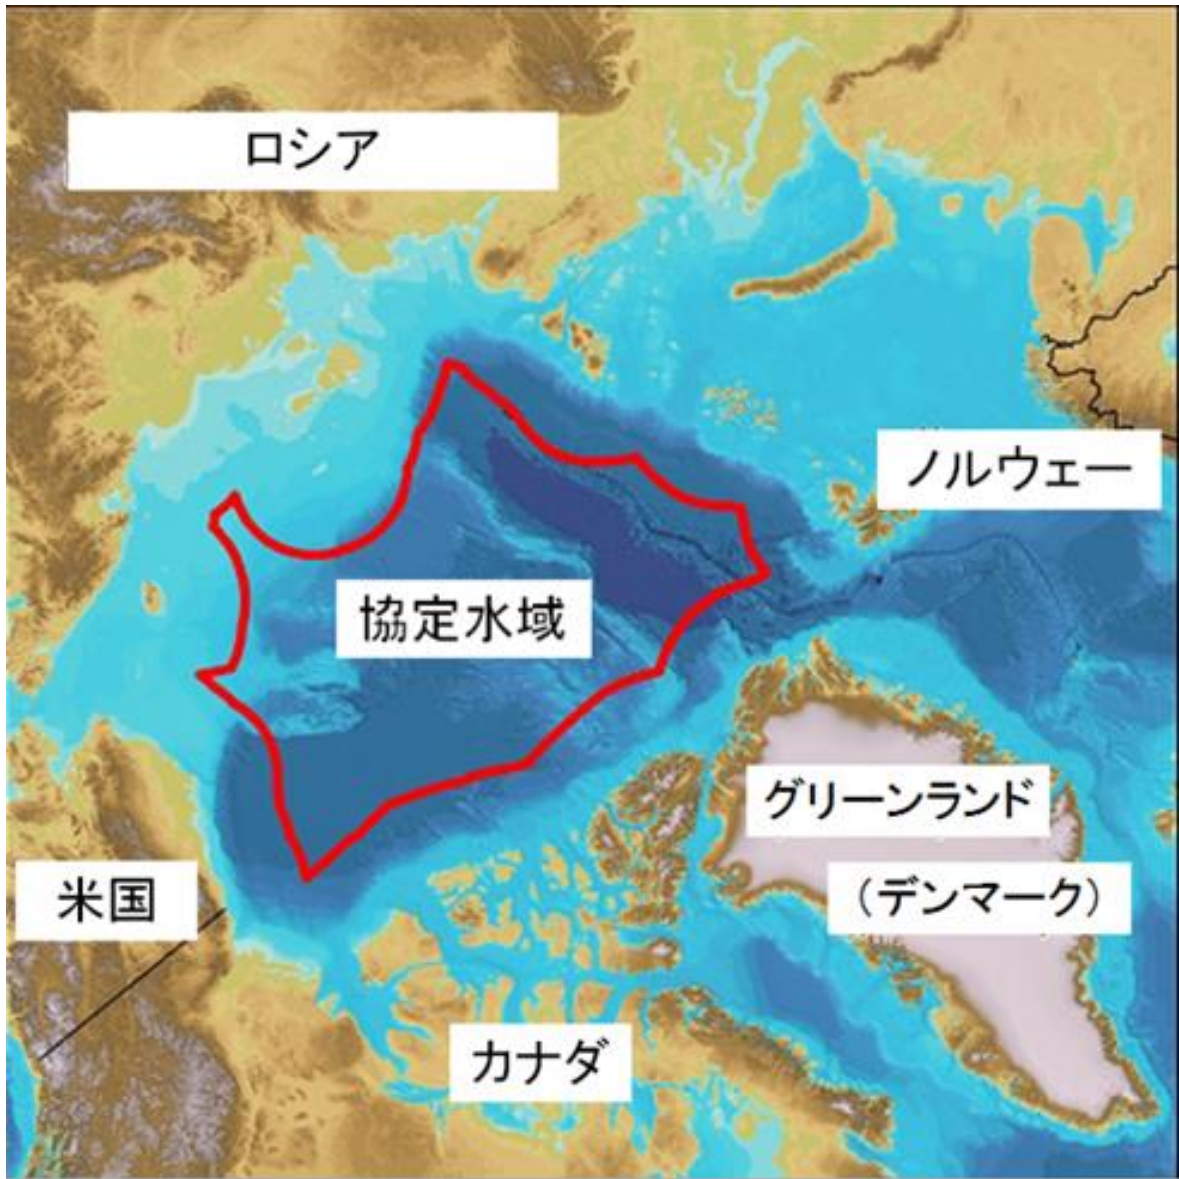 ロシア
ノルウェー
協定水域
グリーンランド
（デンマーク）
米国
カナダ